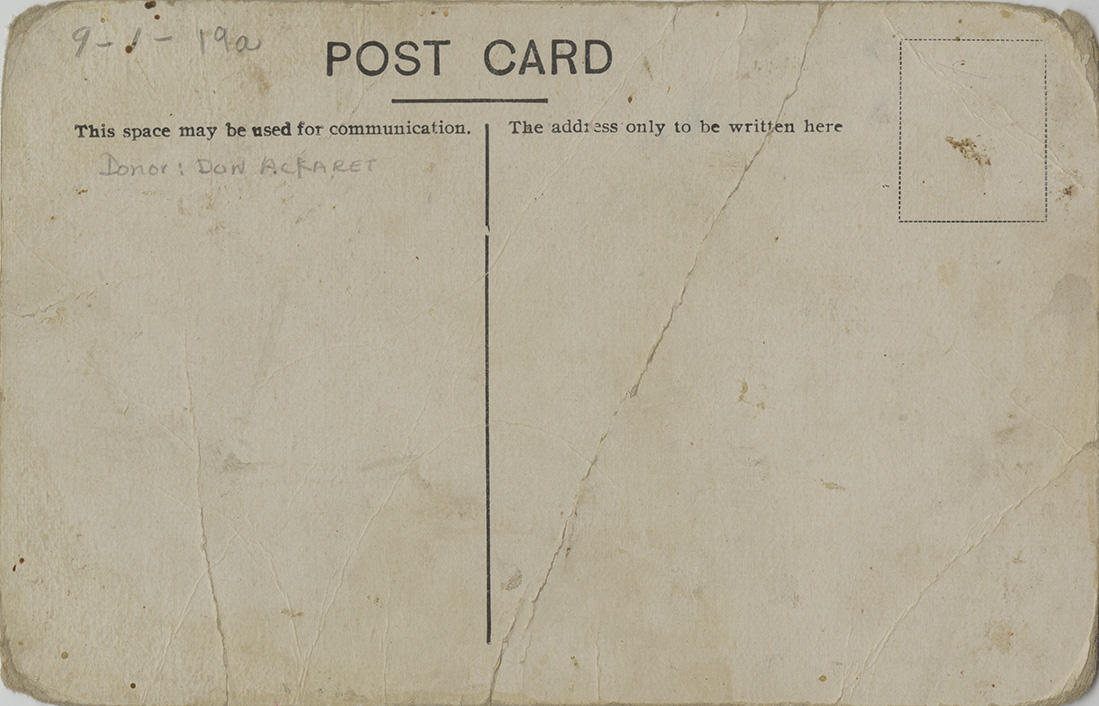 9-1-19a
POST CARD
This space may be used for communication.
The address only to be written here
Donor: DON ACKARET